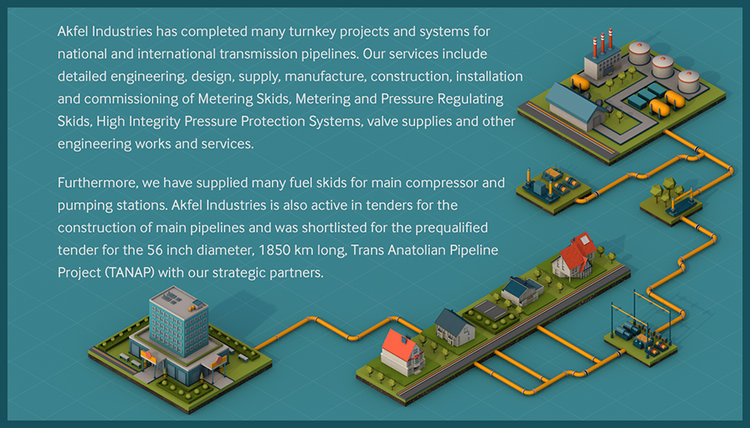 Akfel Industries has completed many turnkey projects and systems for
national and international transmission pipelines. Our services include
detailed engineering, design, supply, manufacture, construction, installation
and commissioning of Metering Skids, Metering and Pressure Regulating
Skids, High Integrity Pressure Protection Systems, valve supplies and other
engineering works and services.
Furthermore, we have supplied many fuel skids for main compressor and
pumping stations. Akfel Industries is also active in tenders for the
construction of main pipelines and was shortlisted for the prequalified
tender for the 56 inch diameter, 1850 km long, Trans Anatolian Pipeline
Project (TANAP) with our strategic partners.